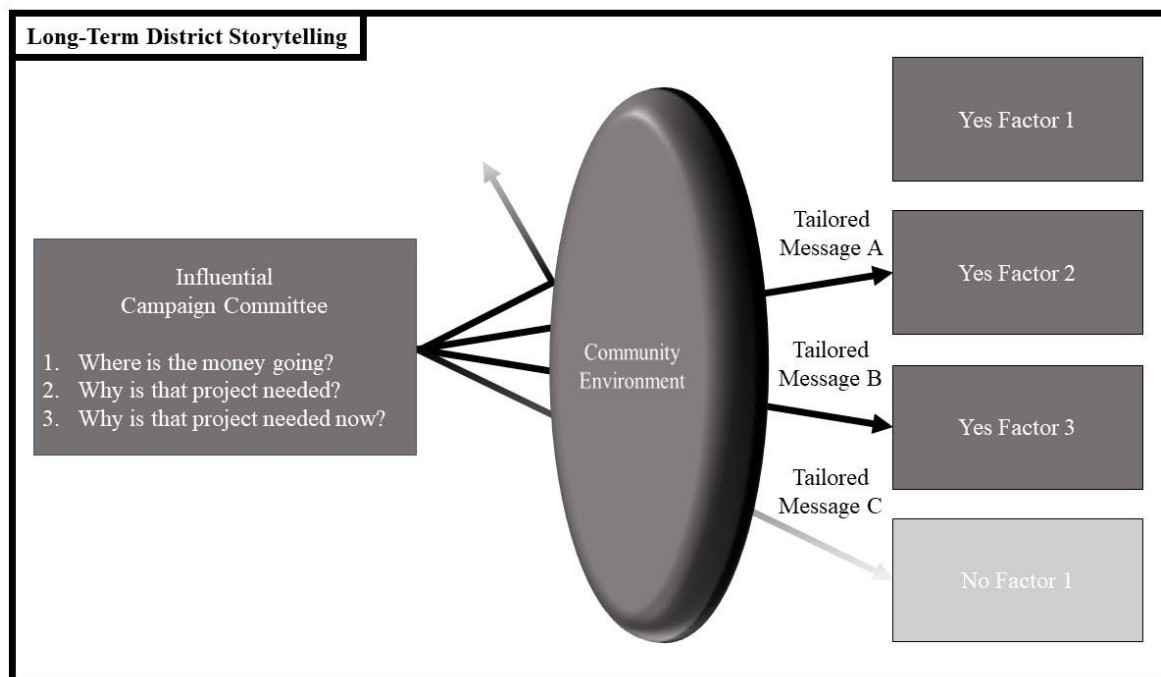 Long-Term District Storytelling
Influential
Campaign Committee
1. Where is the money going?
2. Why is that project needed?
3. Why is that project needed now?
Community
Environment
Tailored
Message A
Tailored
Message B
Tailored
Message C
Yes Factor 1
Yes Factor 2
Yes Factor 3
No Factor 1